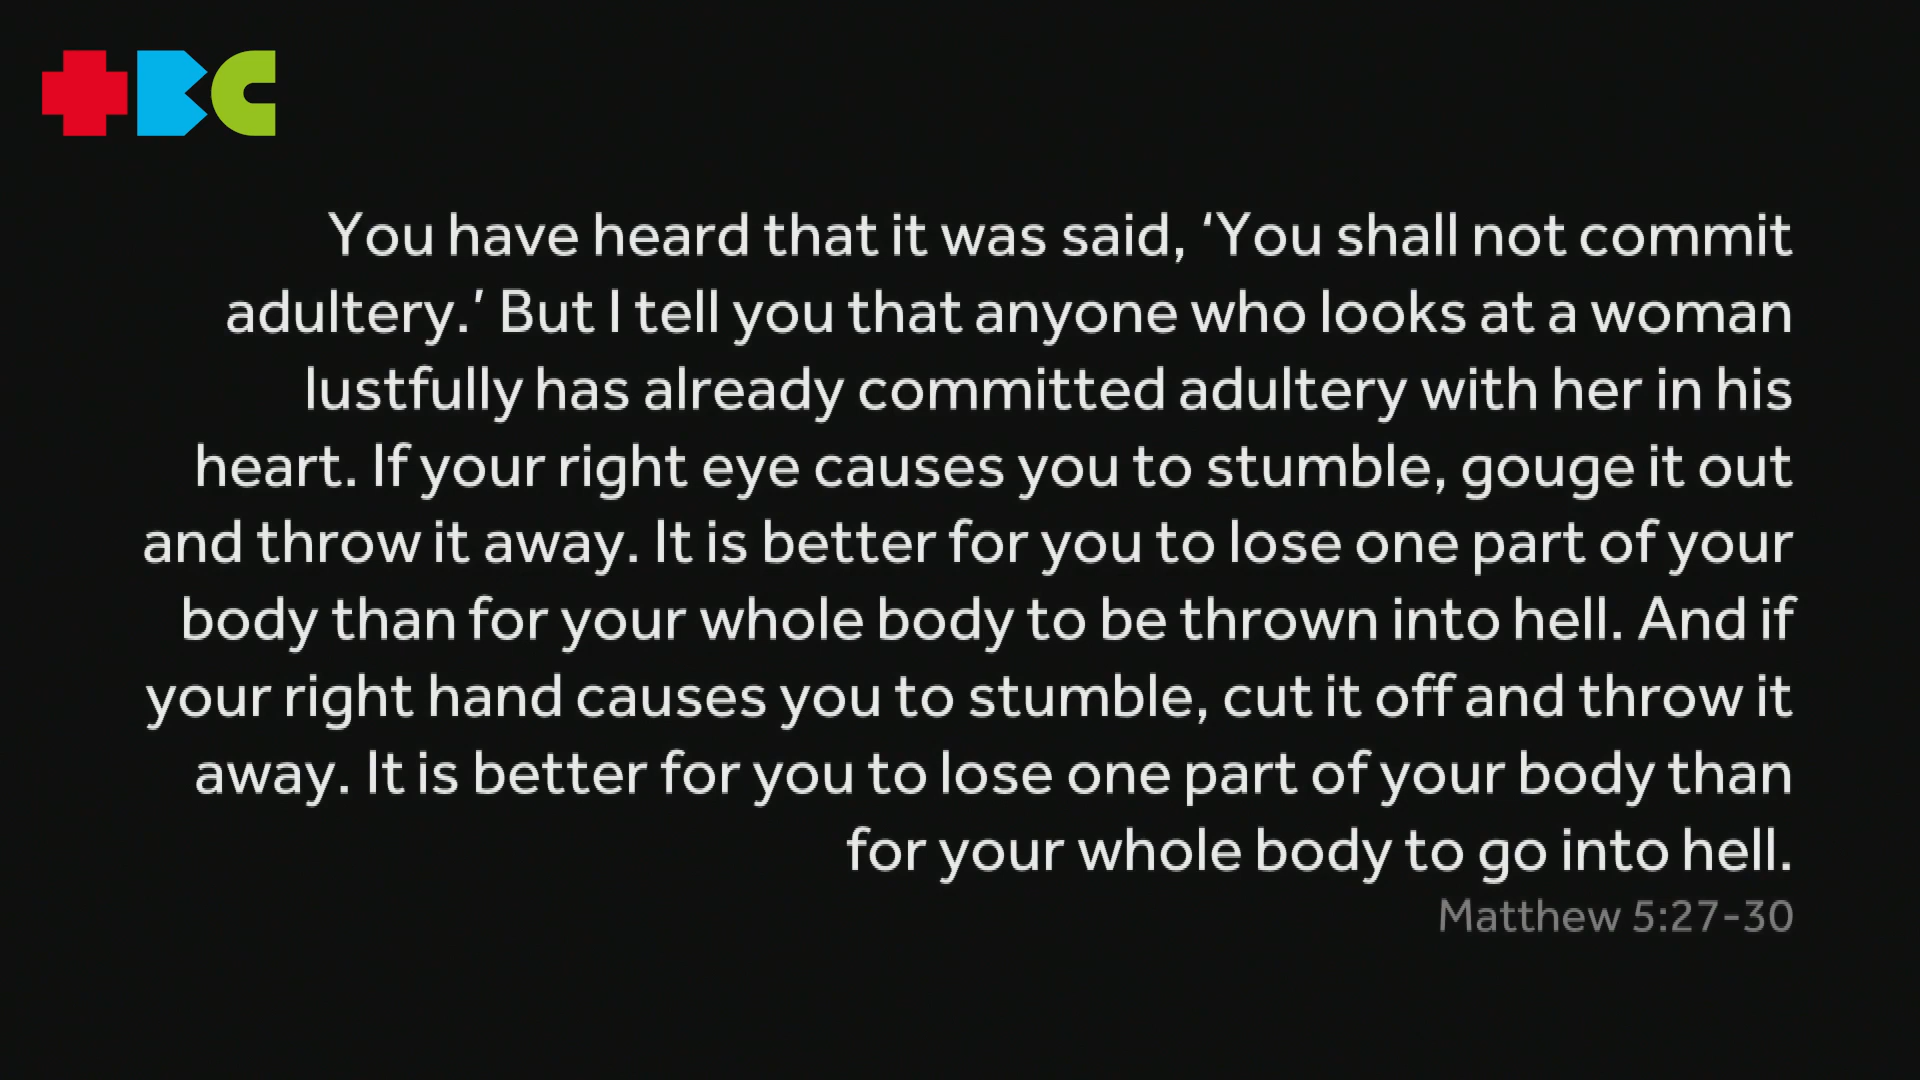 BC
You have heard that it was said, ‘You shall not commit
adultery.’ But I tell you that anyone who looks at a woman
lustfully has already committed adultery with her in his
heart. If your right eye causes you to stumble, gouge it out
and throw it away. It is better for you to lose one part of your
body than for your whole body to be thrown into hell. And if
your right hand causes you to stumble, cut it off and throw it
away. It is better for you to lose one part of your body than
for your whole body to go into hell.
Matthew 5:27-30